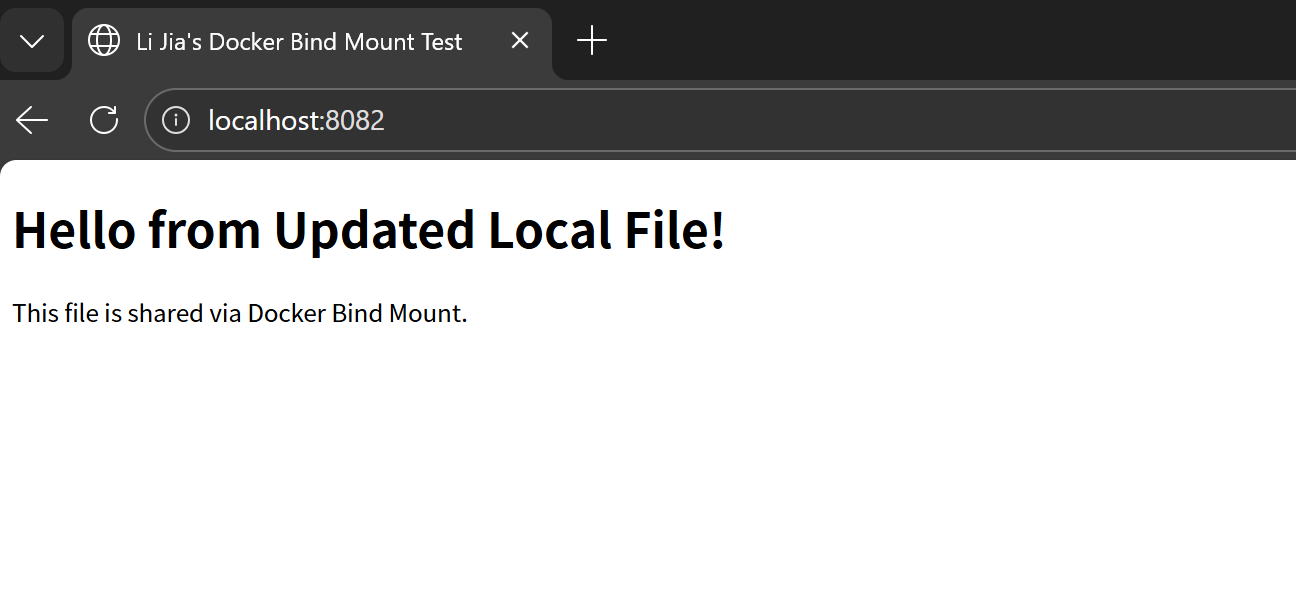 Li Jia's Docker Bind Mount Test
localhost:8082
Hello from Updated Local File!
This file is shared via Docker Bind Mount.